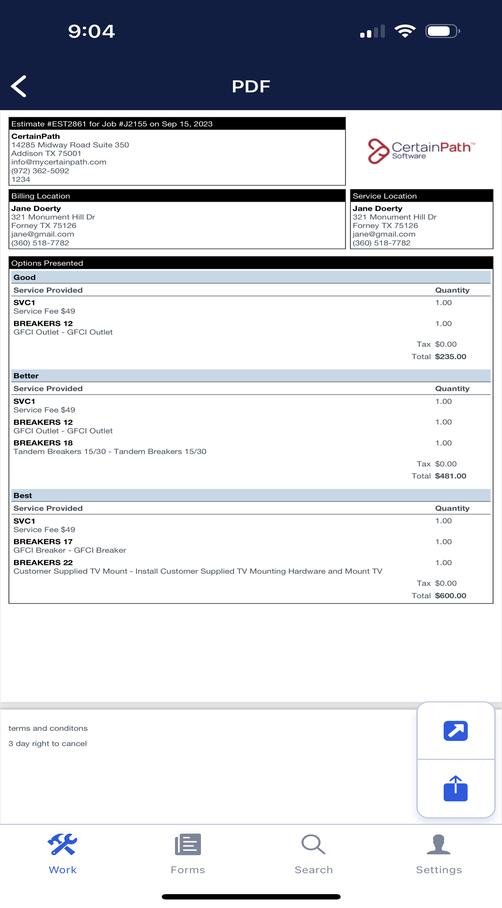 9:04
PDF
Estimate #EST2861 for Job #J2155 on Sep 15, 2023
CertainPath
14285 Midway Road Suite 350
Addison TX 75001
info@mycertainpath.com
(972) 362-5092
1234
CertainPath™
Software
Billing Location
Jane Doerty
321 Monument Hill Dr
Forney TX 75126
jane@gmail.com
(360) 518-7782
Service Location
Jane Doerty
321 Monument Hill Dr
Forney TX 75126
jane@gmail.com
(360) 518-7782
Options Presented
Good
Service Provided Quantity
SVC1 1.00
Service Fee $49
BREAKERS 12 1.00
GFCI Outlet - GFCI Outlet
Tax $0.00
Total $235.00
Better
Service Provided Quantity
SVC1 1.00
Service Fee $49
BREAKERS 12 1.00
GFCI Outlet - GFCI Outlet
BREAKERS 18 1.00
Tandem Breakers 15/30 - Tandem Breakers 15/30
Tax $0.00
Total $481.00
Best
Service Provided Quantity
SVC1 1.00
Service Fee $49
BREAKERS 17 1.00
GFCI Breaker - GFCI Breaker
BREAKERS 22 1.00
Customer Supplied TV Mount - Install Customer Supplied TV Mounting Hardware and Mount TV
Tax $0.00
Total $600.00
terms and conditons
3 day right to cancel
Work Forms Search Settings